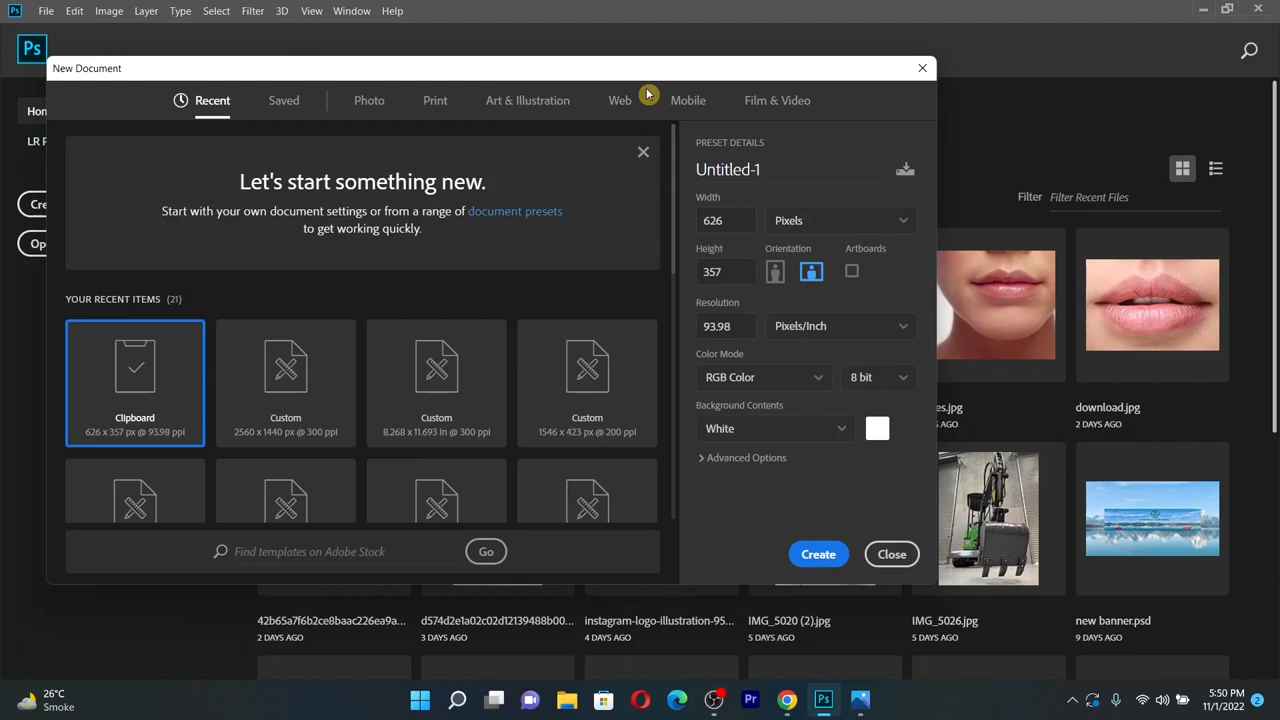 Ps
File Edit Image Layer Type Select Filter 3D View Window Help
Ps
New Document
Recent Saved Photo Print Art & Illustration Web Mobile Film & Video
Let's start something new.
Start with your own document settings or from a range of document presets
to get working quickly.
YOUR RECENT ITEMS (21)
Clipboard
626 x 357 px @ 93.98 ppi
Custom
2560 x 1440 px @ 300 ppi
Custom
8.268 x 11.693 in @ 300 ppi
Custom
1546 x 423 px @ 200 ppi
Find templates on Adobe Stock
Go
PRESET DETAILS
Untitled-1
Width
626 Pixels
Height Orientation Artboards
357
Resolution
93.98 Pixels/Inch
Color Mode
RGB Color 8 bit
Background Contents
White
Advanced Options
Create Close
LR P
Filter Filter Recent Files
es.jpg
download.jpg
2 DAYS AGO
42b65a7f6b2ce8baac226ea9a...
2 DAYS AGO
d574d2e1a02c02d12139488b00...
3 DAYS AGO
instagram-logo-illustration-95...
4 DAYS AGO
IMG_5020 (2).jpg
5 DAYS AGO
IMG_5026.jpg
5 DAYS AGO
new banner.psd
9 DAYS AGO
26°C
Smoke
Pr
Ps
5:50 PM
11/1/2022
2